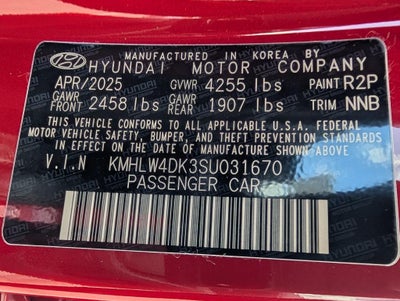 MANUFACTURED IN KOREA BY
HYUNDAI MOTOR COMPANY
APR/2025 GVWR 4255 lbs PAINT R2P
GAWR FRONT 2458 lbs GAWR REAR 1907 lbs TRIM NNB
THIS VEHICLE CONFORMS TO ALL APPLICABLE U.S.A. FEDERAL
MOTOR VEHICLE SAFETY, BUMPER, AND THEFT PREVENTION STANDARDS
IN EFFECT ON THE DATE OF MANUFACTURE SHOWN ABOVE.
V.I.N KMHLW4DK3SU031670
PASSENGER CAR